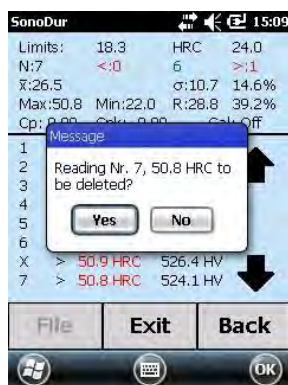 SonoDur 15:09
Limits: 18.3 HRC 24.0
N:7 <:0 6 >:1
x̄:26.5 σ:10.7 14.6%
Max:50.8 Min:22.0 R:28.8 39.2%
Cp: Off
Message
Reading Nr. 7, 50.8 HRC to
be deleted?
Yes No
1
2
3
4
5
6
X > 50.9 HRC 526.4 HV
7 > 50.8 HRC 524.1 HV
File Exit Back
OK